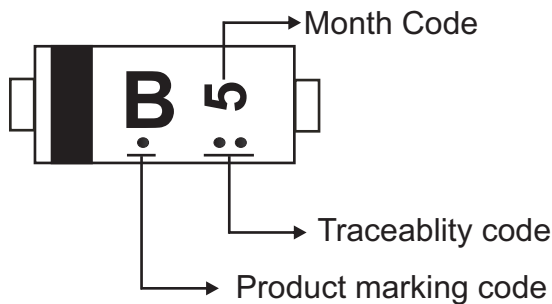 Month Code
B 5
Traceablity code
Product marking code